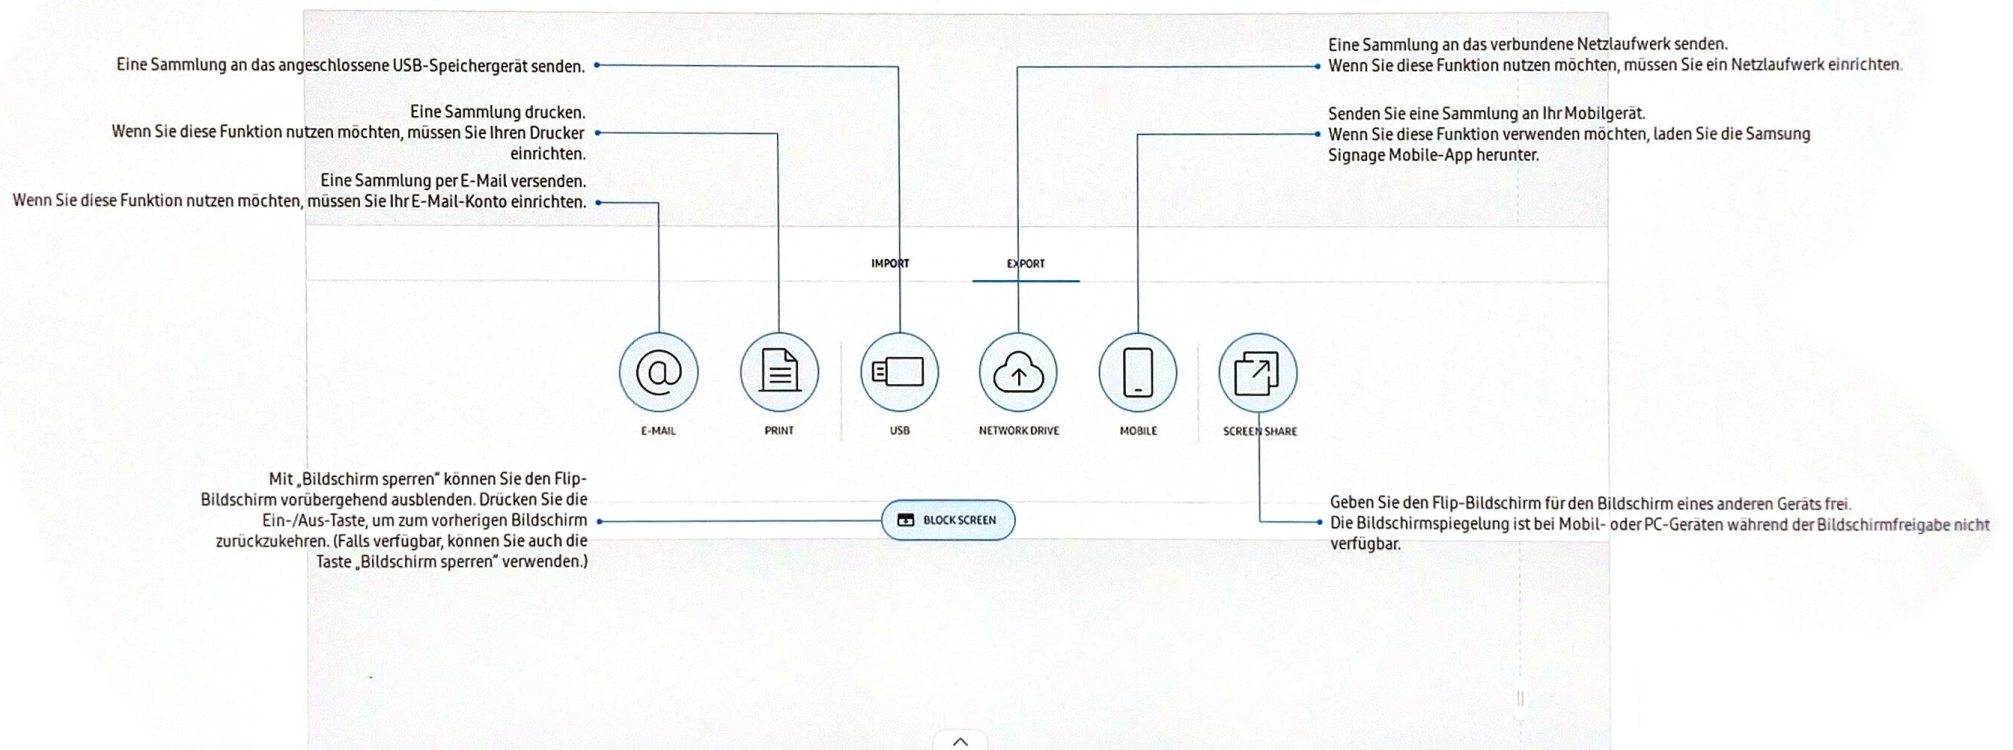 Eine Sammlung an das angeschlossene USB-Speichergerät senden.
Eine Sammlung drucken.
Wenn Sie diese Funktion nutzen möchten, müssen Sie Ihren Drucker
einrichten.
Eine Sammlung per E-Mail versenden.
Wenn Sie diese Funktion nutzen möchten, müssen Sie Ihr E-Mail-Konto einrichten.
Eine Sammlung an das verbundene Netzlaufwerk senden.
Wenn Sie diese Funktion nutzen möchten, müssen Sie ein Netzlaufwerk einrichten.
Senden Sie eine Sammlung an Ihr Mobilgerät.
Wenn Sie diese Funktion verwenden möchten, laden Sie die Samsung
Signage Mobile-App herunter.
IMPORT
EXPORT
E-MAIL
PRINT
USB
NETWORK DRIVE
MOBILE
SCREEN SHARE
Mit „Bildschirm sperren“ können Sie den Flip-
Bildschirm vorübergehend ausblenden. Drücken Sie die
Ein-/Aus-Taste, um zum vorherigen Bildschirm
zurückzukehren. (Falls verfügbar, können Sie auch die
Taste „Bildschirm sperren“ verwenden.)
BLOCK SCREEN
Geben Sie den Flip-Bildschirm für den Bildschirm eines anderen Geräts frei.
Die Bildschirmspiegelung ist bei Mobil- oder PC-Geräten während der Bildschirmfreigabe nicht
verfügbar.